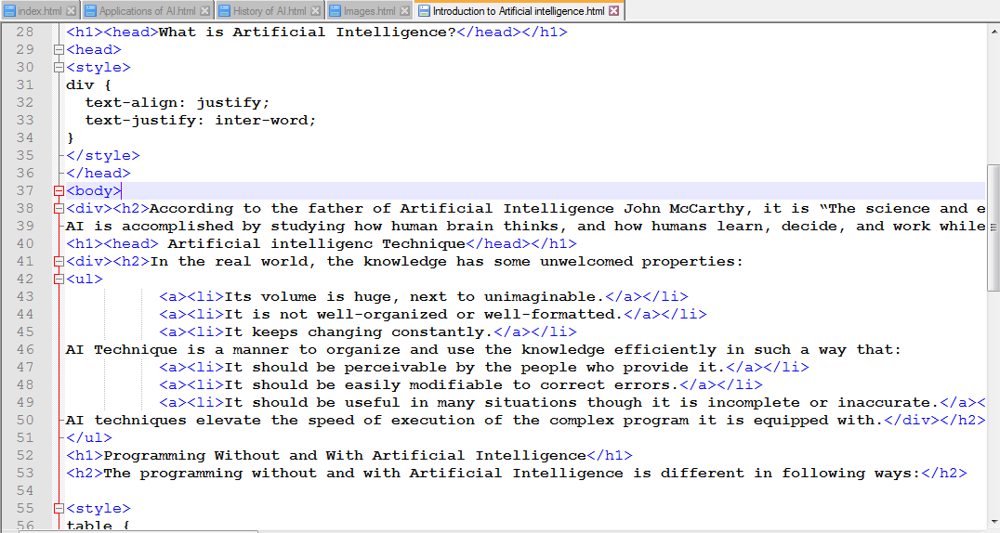 index.html Applications of AI.html History of AI.html Images.html Introduction to Artificial intelligence.html
28 <h1><head>What is Artificial Intelligence?</head></h1>
29 <head>
30 <style>
31 div {
32   text-align: justify;
33   text-justify: inter-word;
34 }
35 </style>
36 </head>
37 <body>
38 <div><h2>According to the father of Artificial Intelligence John McCarthy, it is “The science and e
39 AI is accomplished by studying how human brain thinks, and how humans learn, decide, and work while
40 <h1><head> Artificial intelligenc Technique</head></h1>
41 <div><h2>In the real world, the knowledge has some unwelcomed properties:
42 <ul>
43 <a><li>Its volume is huge, next to unimaginable.</a></li>
44 <a><li>It is not well-organized or well-formatted.</a></li>
45 <a><li>It keeps changing constantly.</a></li>
46 AI Technique is a manner to organize and use the knowledge efficiently in such a way that:
47 <a><li>It should be perceivable by the people who provide it.</a></li>
48 <a><li>It should be easily modifiable to correct errors.</a></li>
49 <a><li>It should be useful in many situations though it is incomplete or inaccurate.</a><
50 AI techniques elevate the speed of execution of the complex program it is equipped with.</div></h2>
51 </ul>
52 <h1>Programming Without and With Artificial Intelligence</h1>
53 <h2>The programming without and with Artificial Intelligence is different in following ways:</h2>
54
55 <style>
56 table {